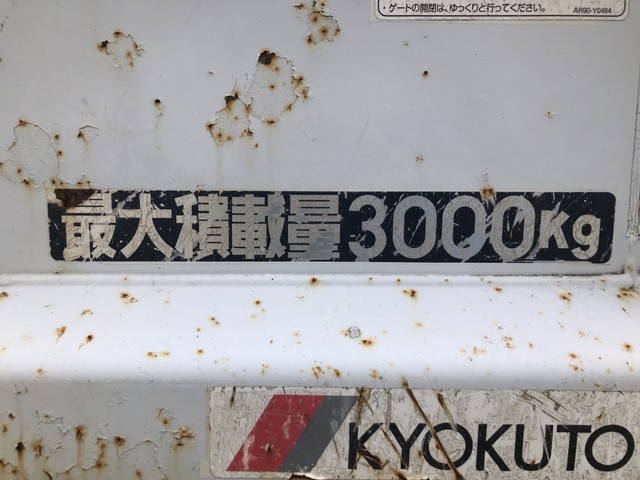 ・ゲートの開閉は、ゆっくりと行ってください。
AR90-Y0464
最大積載量3000Kg
KYOKUTO